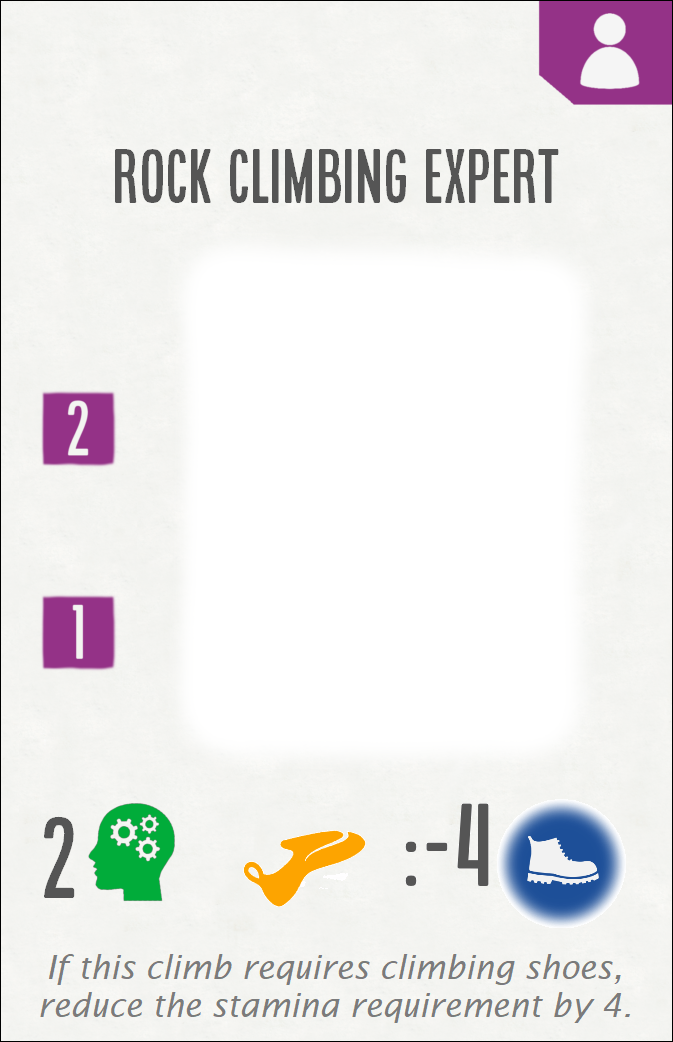 ROCK CLIMBING EXPERT
2
1
2 :-4
If this climb requires climbing shoes,
reduce the stamina requirement by 4.